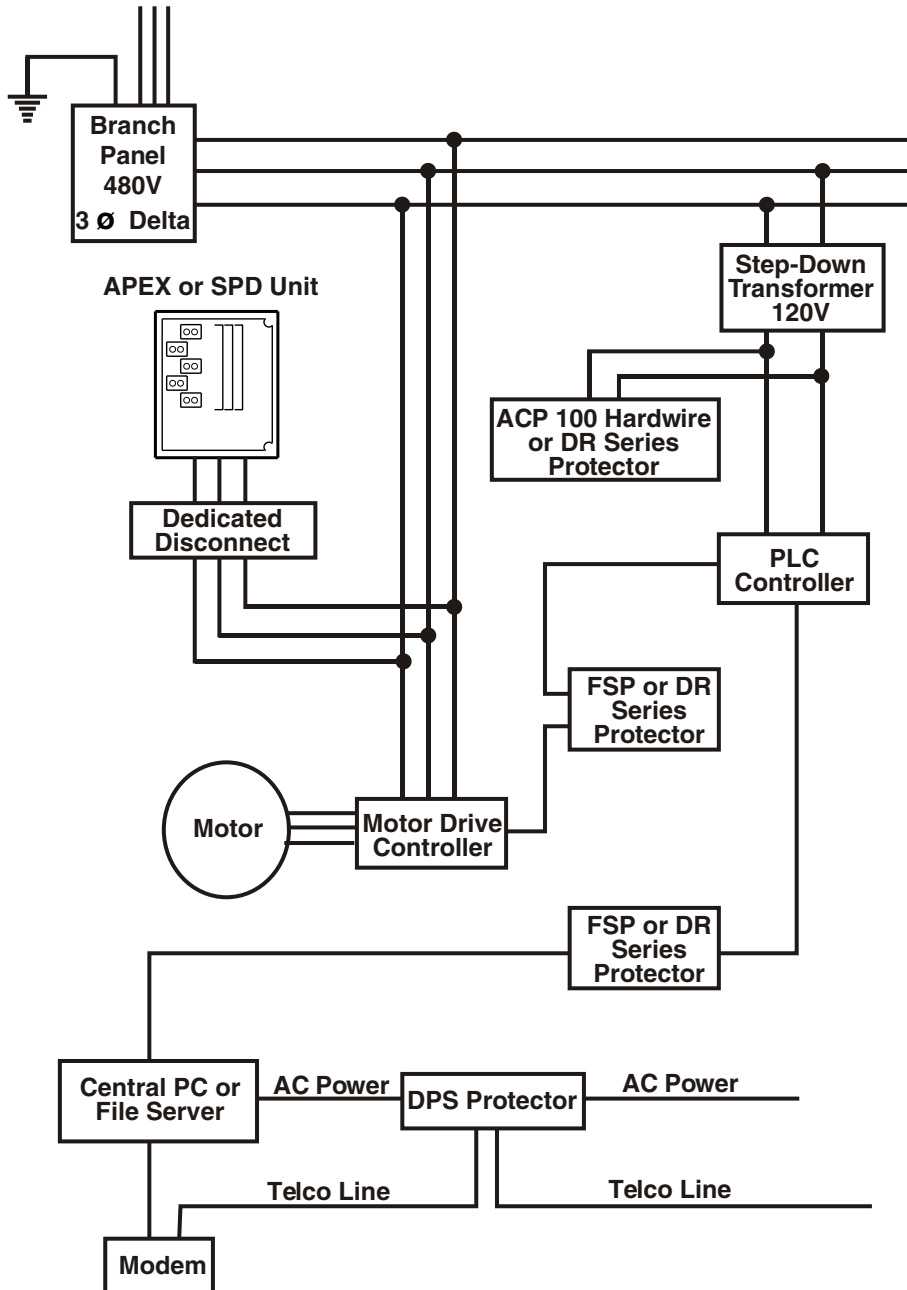 Branch
Panel
480V
3 Ø Delta
APEX or SPD Unit
Step-Down
Transformer
120V
ACP 100 Hardwire
or DR Series
Protector
Dedicated
Disconnect
PLC
Controller
FSP or DR
Series
Protector
Motor
Motor Drive
Controller
FSP or DR
Series
Protector
Central PC or
File Server
AC Power
DPS Protector
AC Power
Telco Line
Telco Line
Modem